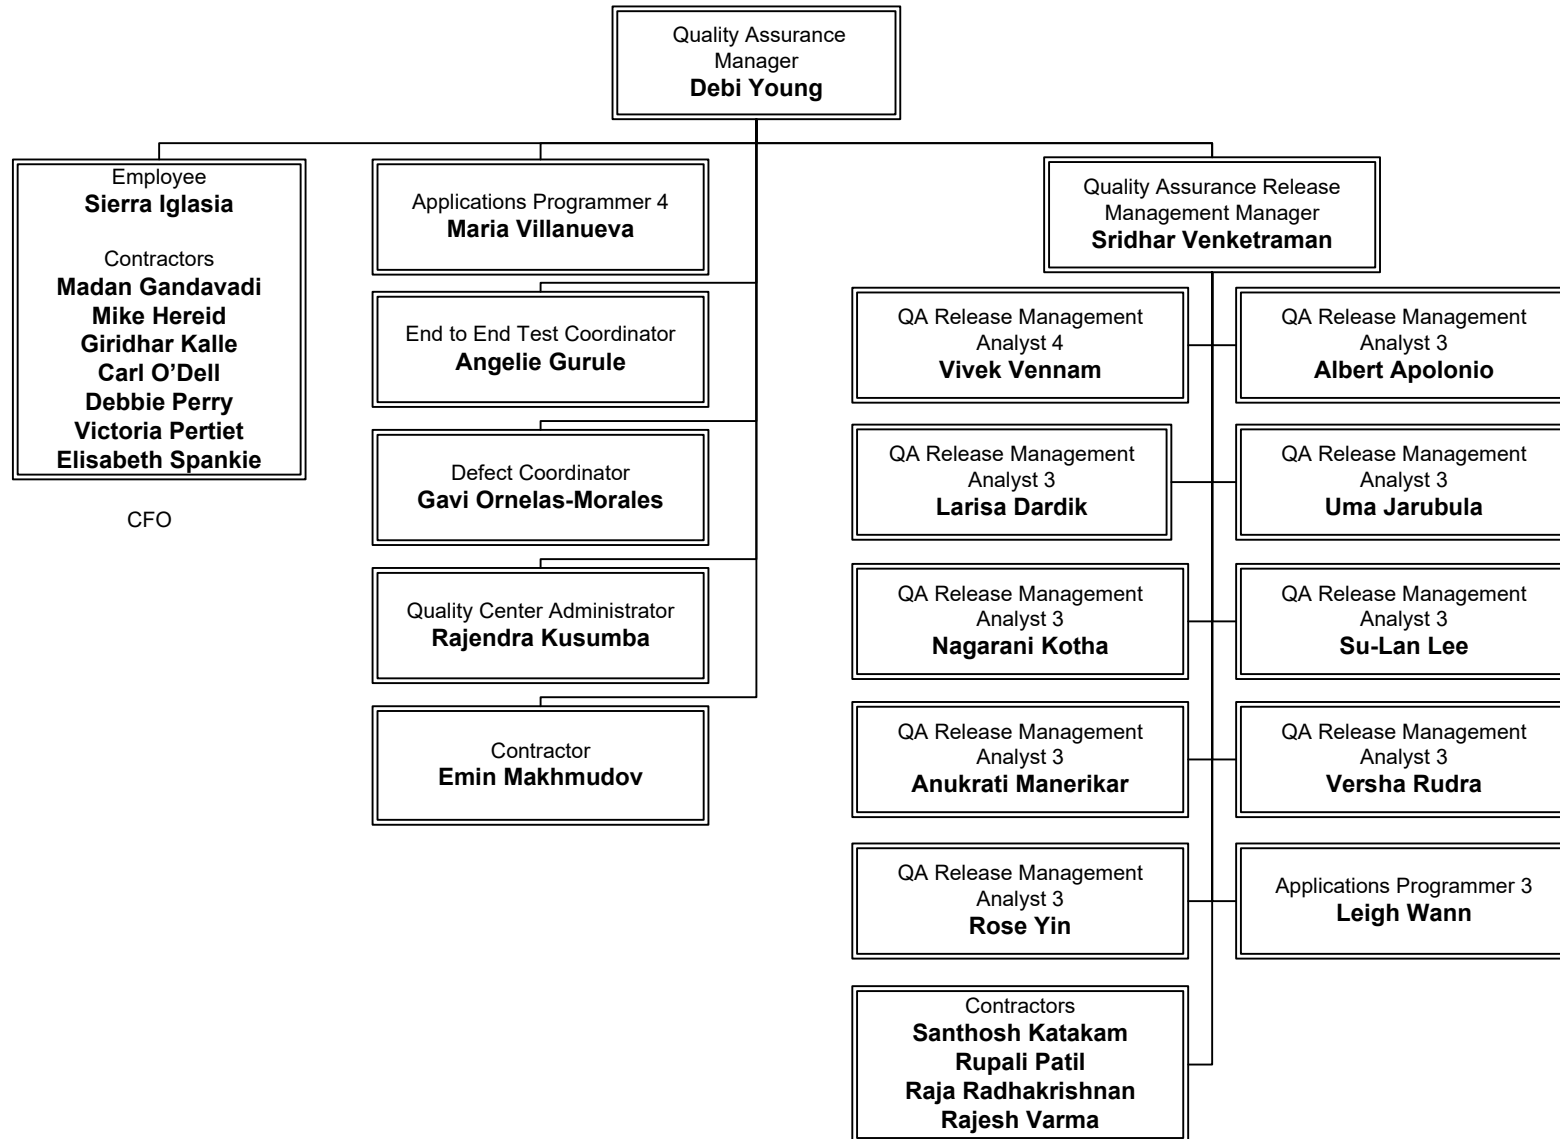 Quality Assurance
Manager
Debi Young
Employee
Sierra Iglasia
Contractors
Madan Gandavadi
Mike Hereid
Giridhar Kalle
Carl O’Dell
Debbie Perry
Victoria Pertiet
Elisabeth Spankie
CFO
Applications Programmer 4
Maria Villanueva
End to End Test Coordinator
Angelie Gurule
Defect Coordinator
Gavi Ornelas-Morales
Quality Center Administrator
Rajendra Kusumba
Contractor
Emin Makhmudov
Quality Assurance Release
Management Manager
Sridhar Venketraman
QA Release Management
Analyst 4
Vivek Vennam
QA Release Management
Analyst 3
Albert Apolonio
QA Release Management
Analyst 3
Larisa Dardik
QA Release Management
Analyst 3
Uma Jarubula
QA Release Management
Analyst 3
Nagarani Kotha
QA Release Management
Analyst 3
Su-Lan Lee
QA Release Management
Analyst 3
Anukrati Manerikar
QA Release Management
Analyst 3
Versha Rudra
QA Release Management
Analyst 3
Rose Yin
Applications Programmer 3
Leigh Wann
Contractors
Santhosh Katakam
Rupali Patil
Raja Radhakrishnan
Rajesh Varma